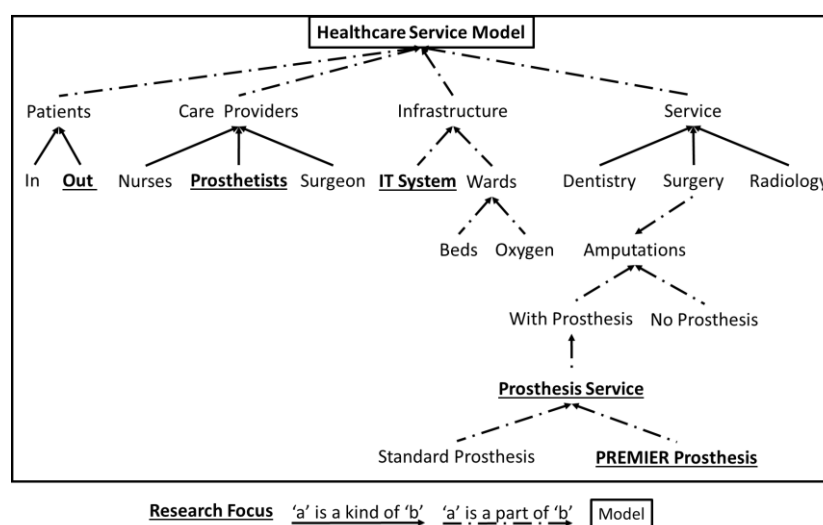 Healthcare Service Model
Patients Care Providers Infrastructure Service
In Out Nurses Prosthetists Surgeon IT System Wards Dentistry Surgery Radiology
Beds Oxygen Amputations
With Prosthesis No Prosthesis
Prosthesis Service
Standard Prosthesis PREMIER Prosthesis
Research Focus 'a' is a kind of 'b' 'a' is a part of 'b' Model